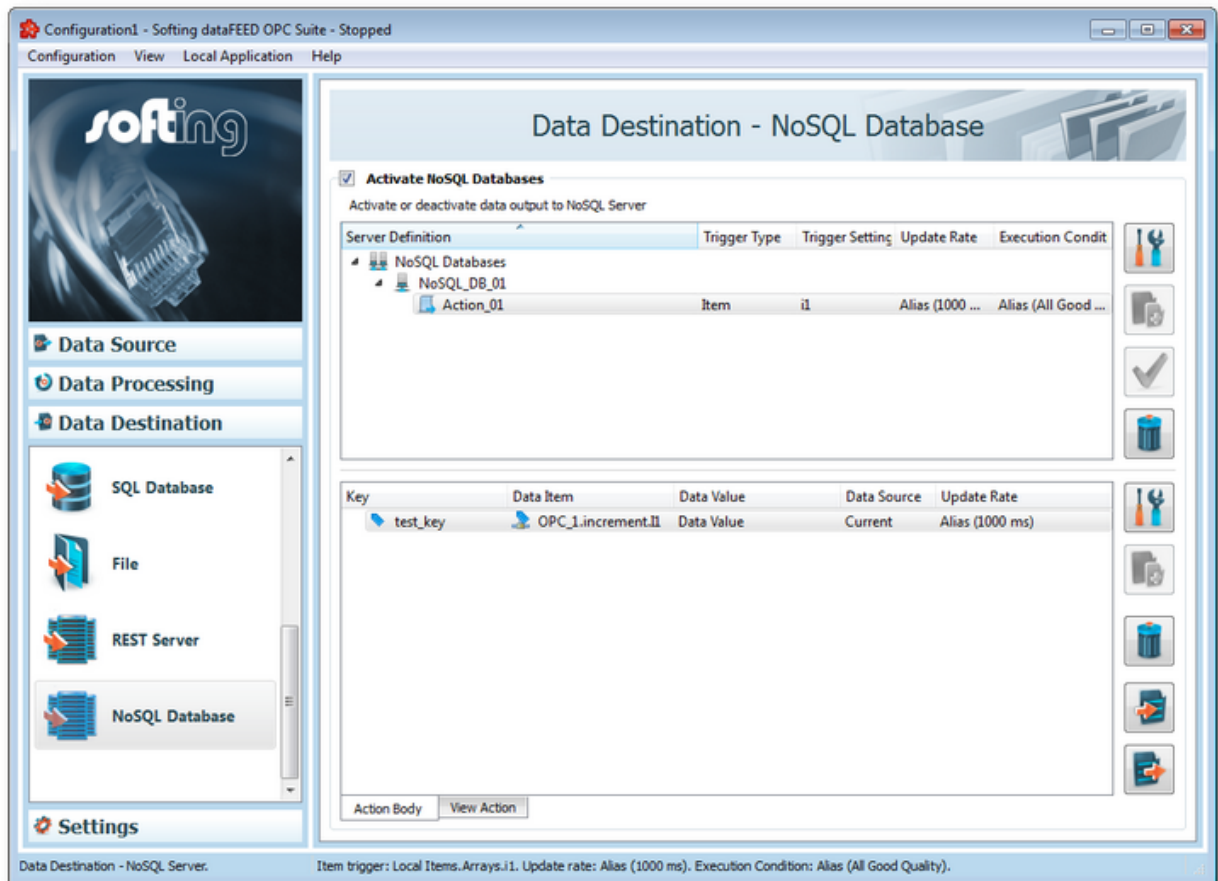 Configuration1 - Softing dataFEED OPC Suite - Stopped
Configuration View Local Application Help
softing
Data Source
Data Processing
Data Destination
SQL Database
File
REST Server
NoSQL Database
Settings
Data Destination - NoSQL Database
Activate NoSQL Databases
Activate or deactivate data output to NoSQL Server
Server Definition Trigger Type Trigger Setting Update Rate Execution Condit
NoSQL Databases
NoSQL_DB_01
Action_01 Item i1 Alias (1000 ... Alias (All Good ...
Key Data Item Data Value Data Source Update Rate
test_key OPC_1.increment.I1 Data Value Current Alias (1000 ms)
Action Body View Action
Data Destination - NoSQL Server. Item trigger: Local Items.Arrays.i1. Update rate: Alias (1000 ms). Execution Condition: Alias (All Good Quality).